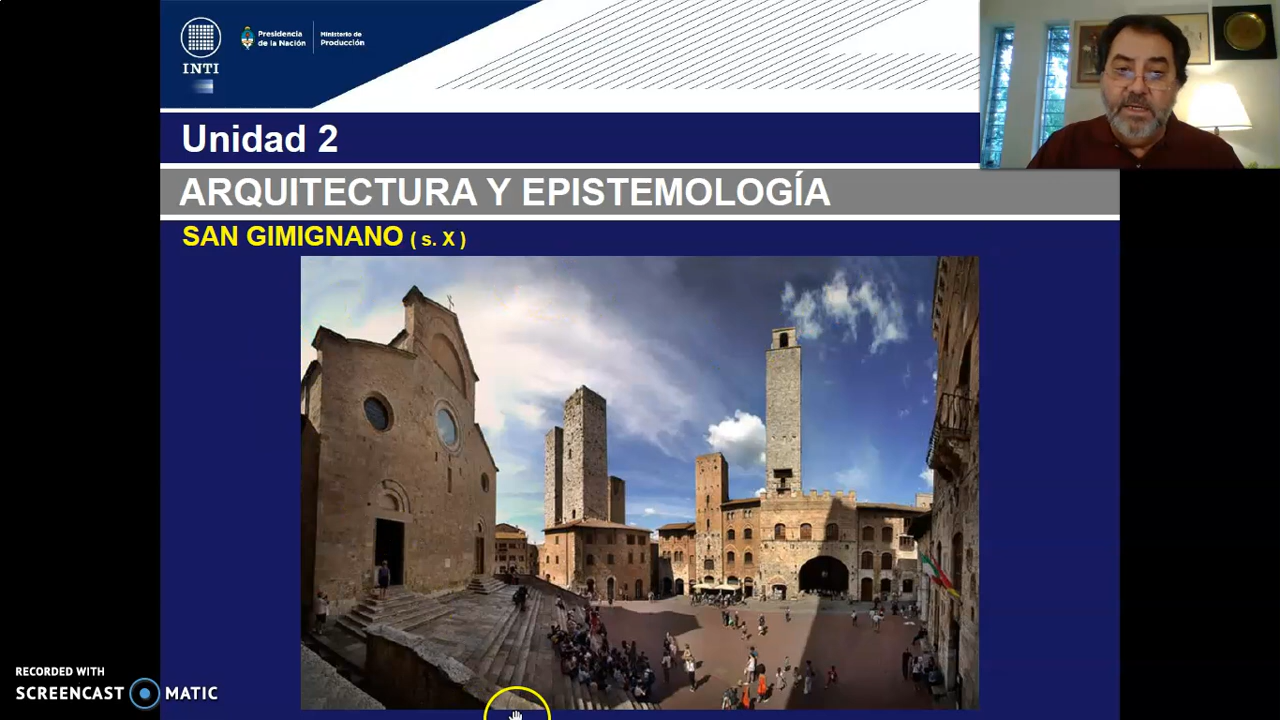 INTI
Presidencia
de la Nación
Ministerio de
Producción
Unidad 2
ARQUITECTURA Y EPISTEMOLOGÍA
SAN GIMIGNANO ( s. X )
RECORDED WITH
SCREENCAST MATIC